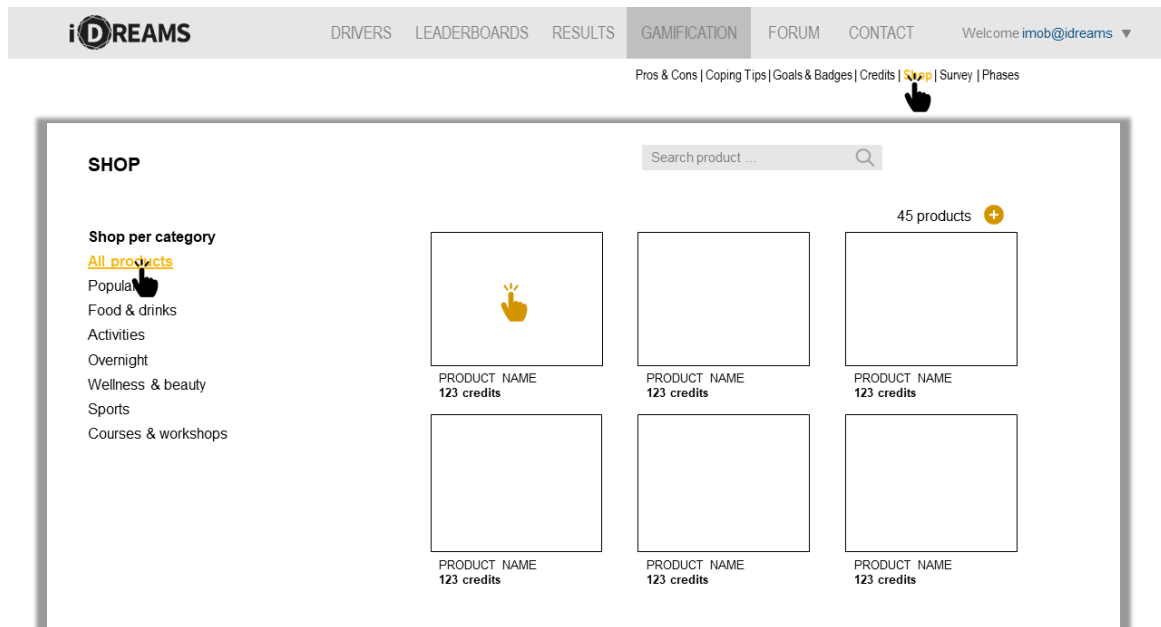 iDREAMS DRIVERS LEADERBOARDS RESULTS GAMIFICATION FORUM CONTACT Welcome imob@idreams ▼
Pros & Cons | Coping Tips | Goals & Badges | Credits | Shop | Survey | Phases
SHOP
Search product ...
45 products
Shop per category
All products
Popular
Food & drinks
Activities
Overnight
Wellness & beauty
Sports
Courses & workshops
PRODUCT NAME PRODUCT NAME PRODUCT NAME
123 credits 123 credits 123 credits
PRODUCT NAME PRODUCT NAME PRODUCT NAME
123 credits 123 credits 123 credits